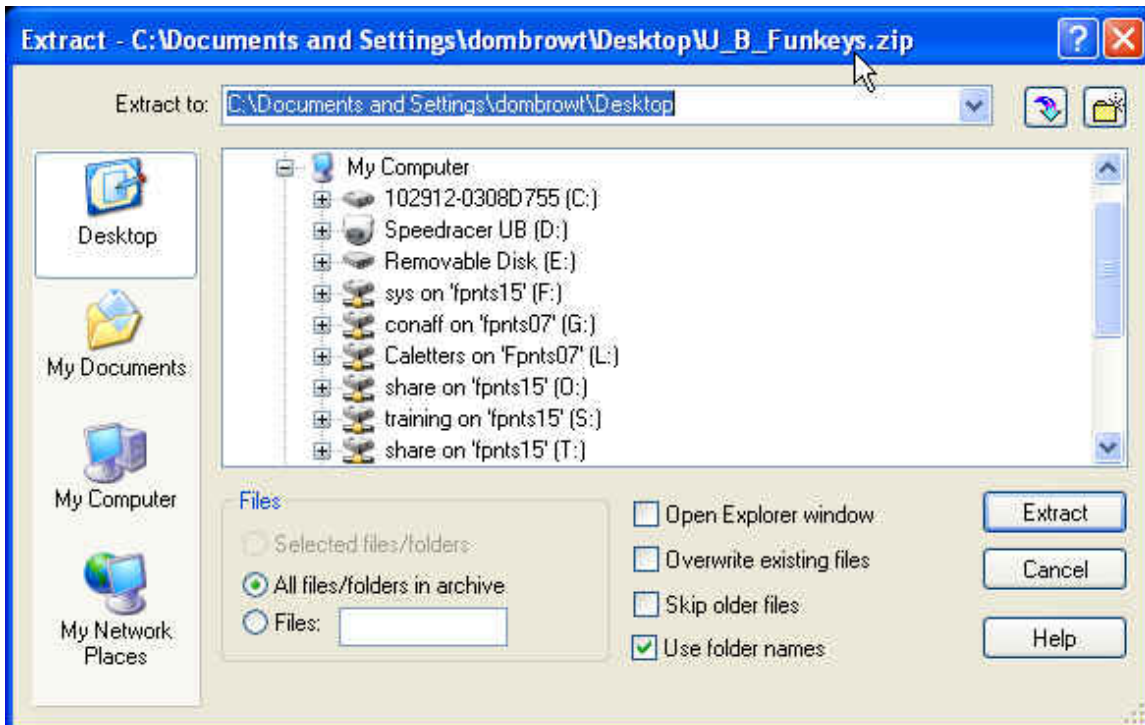 Extract - C:\Documents and Settings\dombrowt\Desktop\U_B_Funkeys.zip
Extract to: C:\Documents and Settings\dombrowt\Desktop
Desktop
My Documents
My Computer
My Network
Places
My Computer
102912-0308D755 (C:)
Speedracer UB (D:)
Removable Disk (E:)
sys on 'fpnts15' (F:)
conaff on 'fpnts07' (G:)
Caletters on 'Fpnts07' (L:)
share on 'fpnts15' (O:)
training on 'fpnts15' (S:)
share on 'fpnts15' (T:)
Files
Selected files/folders
All files/folders in archive
Files:
Open Explorer window
Overwrite existing files
Skip older files
Use folder names
Extract
Cancel
Help